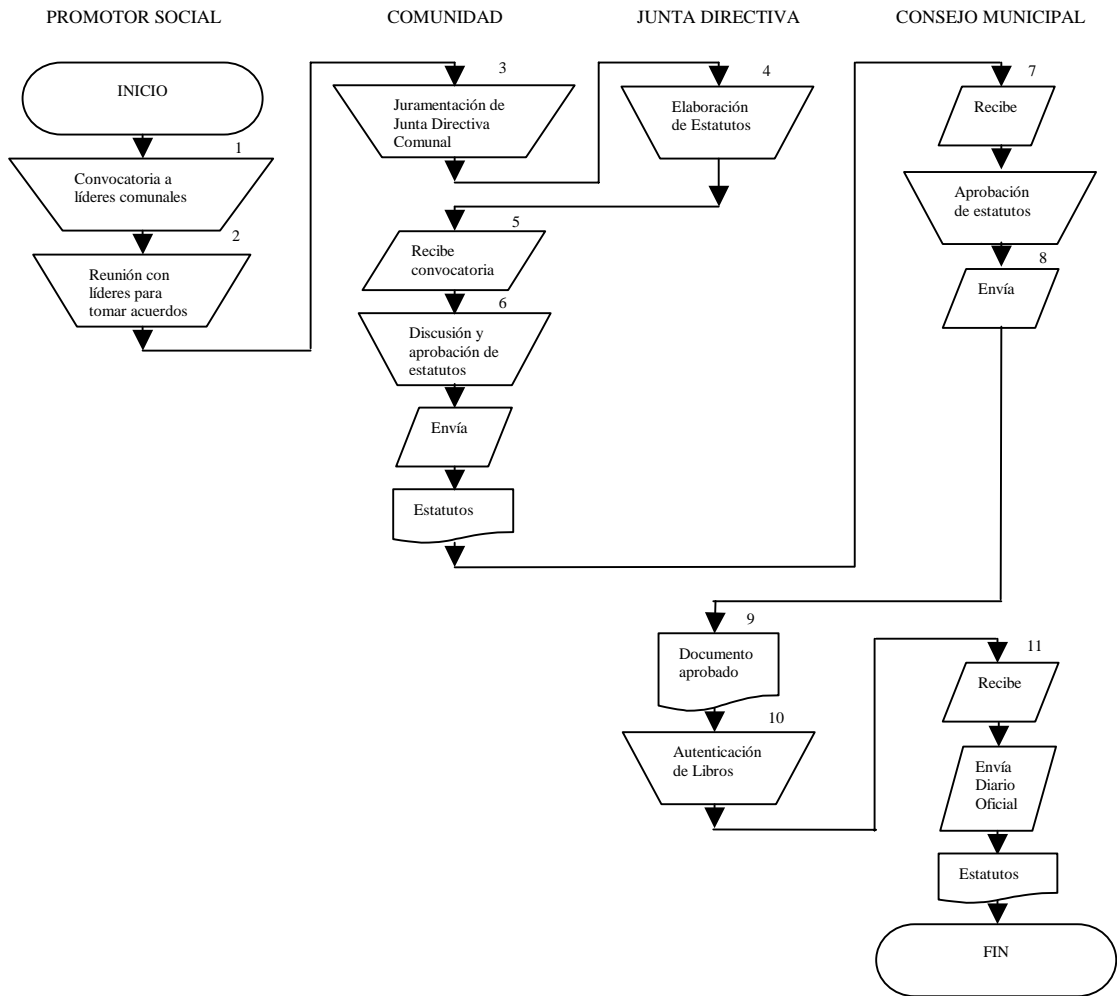 PROMOTOR SOCIAL
COMUNIDAD
JUNTA DIRECTIVA
CONSEJO MUNICIPAL
INICIO
1
Convocatoria a
líderes comunales
2
Reunión con
líderes para
tomar acuerdos
3
Juramentación de
Junta Directiva
Comunal
4
Elaboración
de Estatutos
5
Recibe
convocatoria
6
Discusión y
aprobación de
estatutos
Envía
Estatutos
7
Recibe
Aprobación
de estatutos
8
Envía
9
Documento
aprobado
10
Autenticación
de Libros
11
Recibe
Envía
Diario
Oficial
Estatutos
FIN